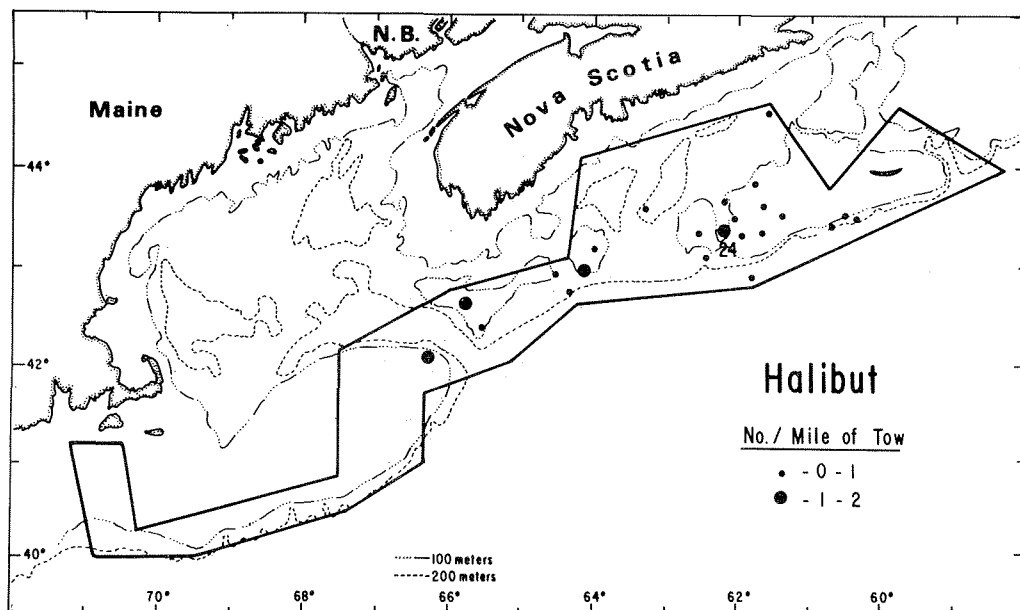 N.B.
Maine
Nova Scotia
44°
24
42°
Halibut
No./ Mile of Tow
- 0 - 1
- 1 - 2
40°
100 meters
200 meters
70° 68° 66° 64° 62° 60°